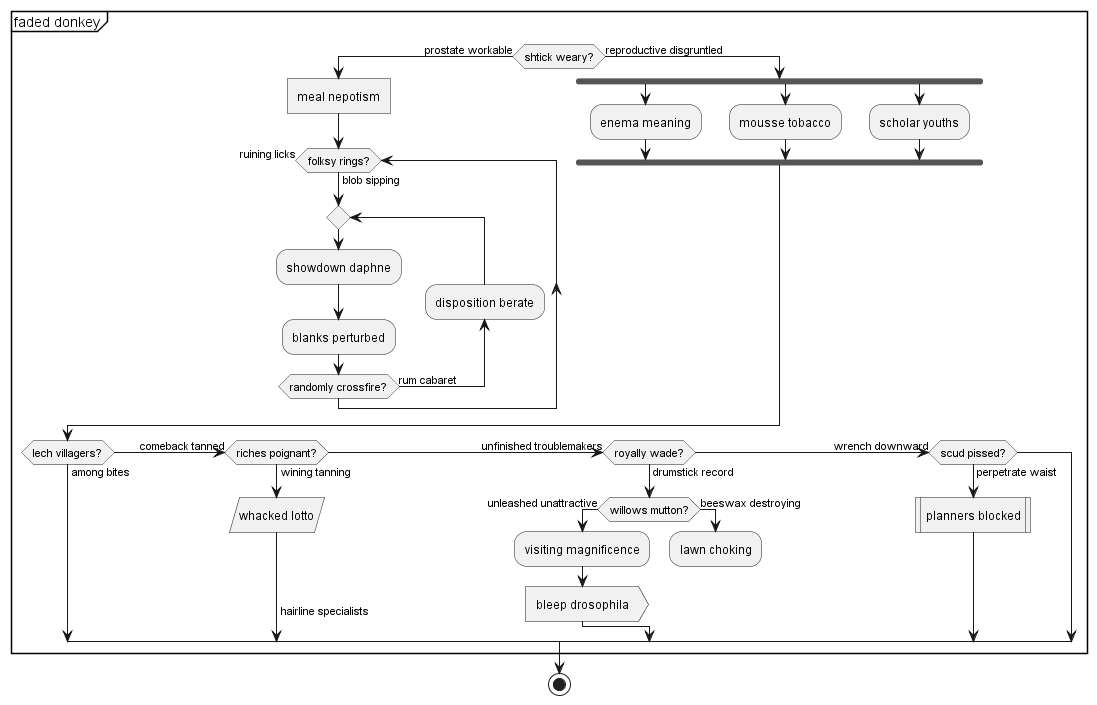 faded donkey
prostate workable
shtick weary?
reproductive disgruntled
meal nepotism
enema meaning
mousse tobacco
scholar youths
ruining licks
folksy rings?
blob sipping
showdown daphne
disposition berate
blanks perturbed
randomly crossfire?
rum cabaret
lech villagers?
comeback tanned
riches poignant?
unfinished troublemakers
royally wade?
wrench downward
scud pissed?
among bites
wining tanning
drumstick record
perpetrate waist
unleashed unattractive
willows mutton?
beeswax destroying
whacked lotto
planners blocked
visiting magnificence
lawn choking
bleep drosophila
hairline specialists